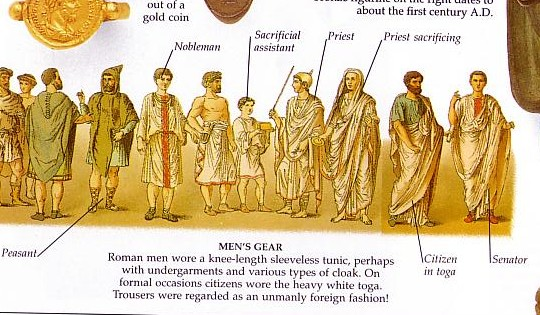 out of a
gold coin
about the first century A.D.
Nobleman
Sacrificial
assistant
Priest
Priest sacrificing
Peasant
MEN'S GEAR
Roman men wore a knee-length sleeveless tunic, perhaps
with undergarments and various types of cloak. On
formal occasions citizens wore the heavy white toga.
Trousers were regarded as an unmanly foreign fashion!
Citizen
in toga
Senator